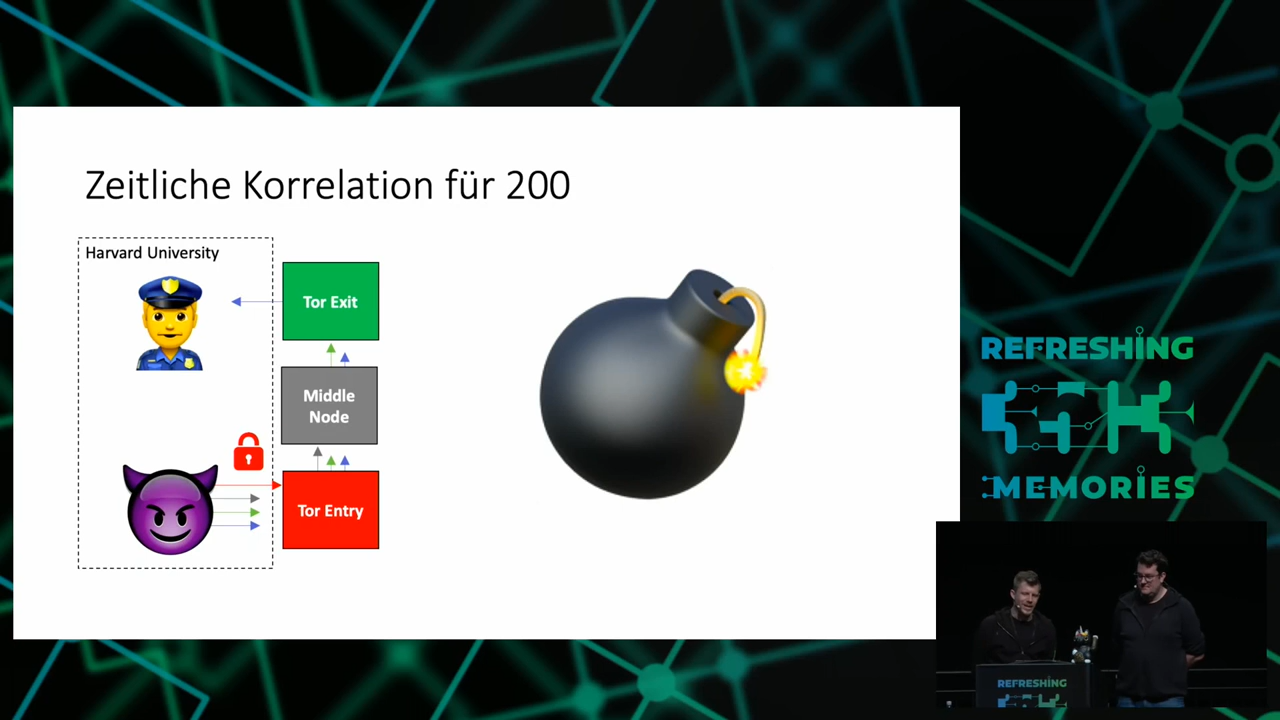 Zeitliche Korrelation für 200
Harvard University
Tor Exit
Middle
Node
Tor Entry
REFRESHING
MEMORIES
REFRESHING